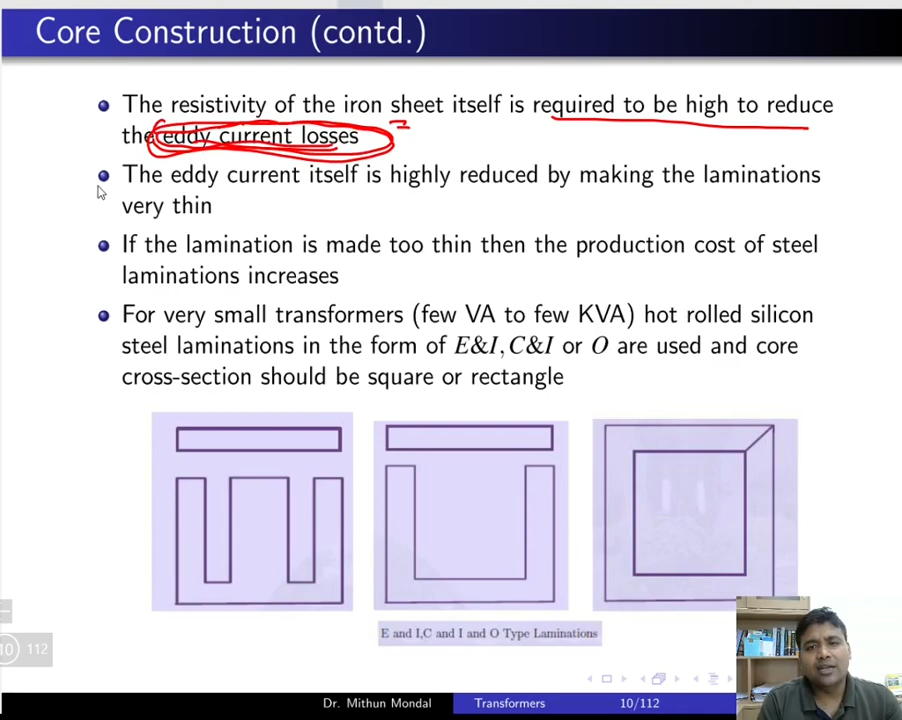 Core Construction (contd.)
The resistivity of the iron sheet itself is required to be high to reduce
the eddy current losses
The eddy current itself is highly reduced by making the laminations
very thin
If the lamination is made too thin then the production cost of steel
laminations increases
For very small transformers (few VA to few KVA) hot rolled silicon
steel laminations in the form of E&I, C&I or O are used and core
cross-section should be square or rectangle
E and I,C and I and O Type Laminations
10 112
Dr. Mithun Mondal Transformers 10/112